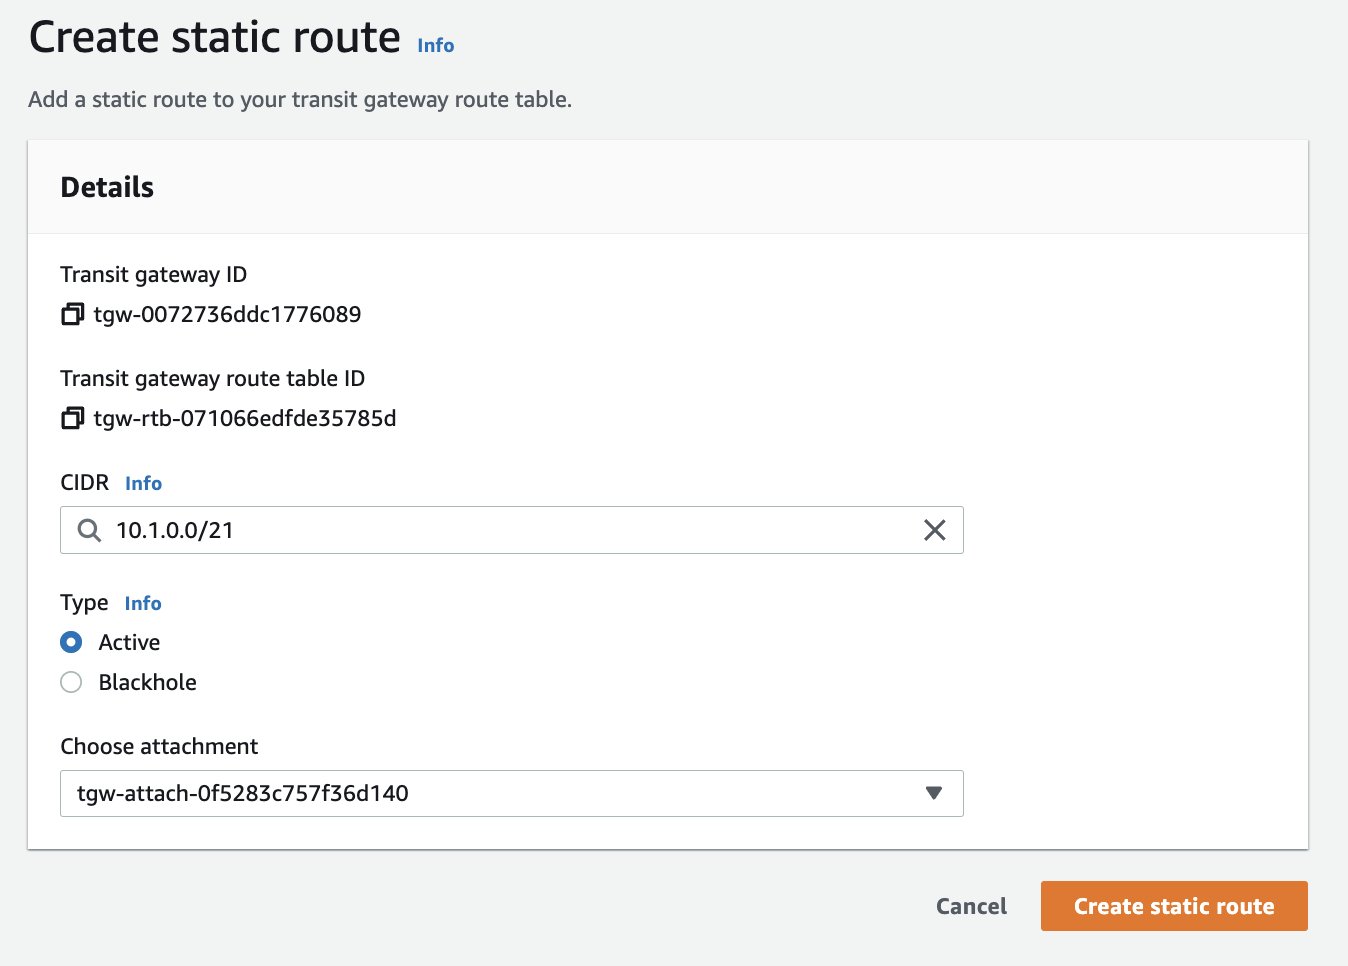 Create static route Info
Add a static route to your transit gateway route table.
Details
Transit gateway ID
tgw-0072736ddc1776089
Transit gateway route table ID
tgw-rtb-071066edfde35785d
CIDR Info
10.1.0.0/21
Type Info
Active
Blackhole
Choose attachment
tgw-attach-0f5283c757f36d140
Cancel Create static route